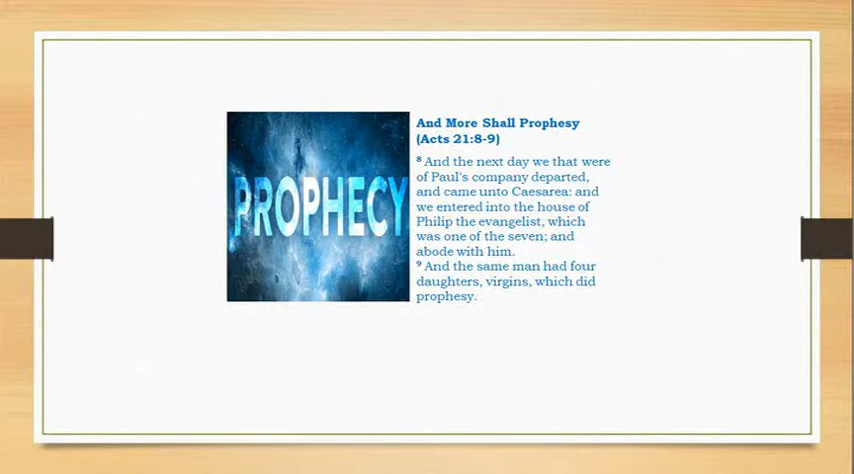 PROPHECY
And More Shall Prophesy
(Acts 21:8-9)
8 And the next day we that were
of Paul's company departed,
and came unto Caesarea: and
we entered into the house of
Philip the evangelist, which
was one of the seven; and
abode with him.
9 And the same man had four
daughters, virgins, which did
prophesy.